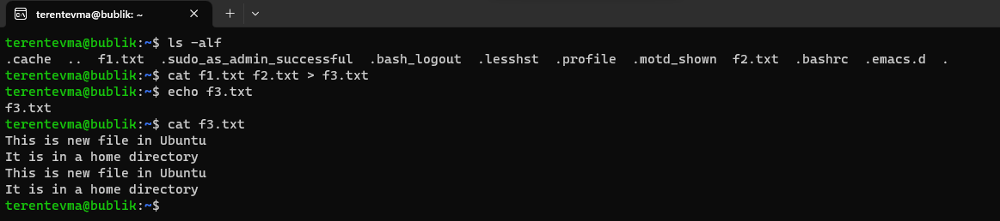 terentevma@bublik: ~
terentevma@bublik:~$ ls -alf
.cache  ..  f1.txt  .sudo_as_admin_successful  .bash_logout  .lesshst  .profile  .motd_shown  f2.txt  .bashrc  .emacs.d  .
terentevma@bublik:~$ cat f1.txt f2.txt > f3.txt
terentevma@bublik:~$ echo f3.txt
f3.txt
terentevma@bublik:~$ cat f3.txt
This is new file in Ubuntu
It is in a home directory
This is new file in Ubuntu
It is in a home directory
terentevma@bublik:~$